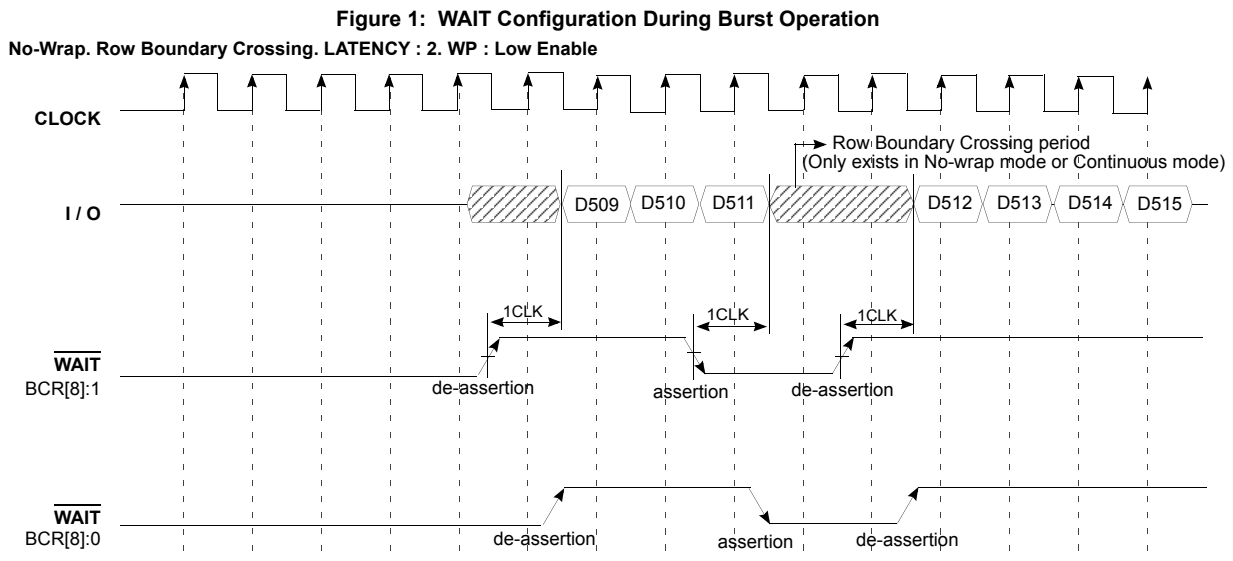 Figure 1: WAIT Configuration During Burst Operation
No-Wrap. Row Boundary Crossing. LATENCY : 2. WP : Low Enable
CLOCK
Row Boundary Crossing period
(Only exists in No-wrap mode or Continuous mode)
I / O
D509 D510 D511 D512 D513 D514 D515
1CLK 1CLK 1CLK
WAIT
BCR[8]:1
de-assertion assertion de-assertion
WAIT
BCR[8]:0
de-assertion assertion de-assertion